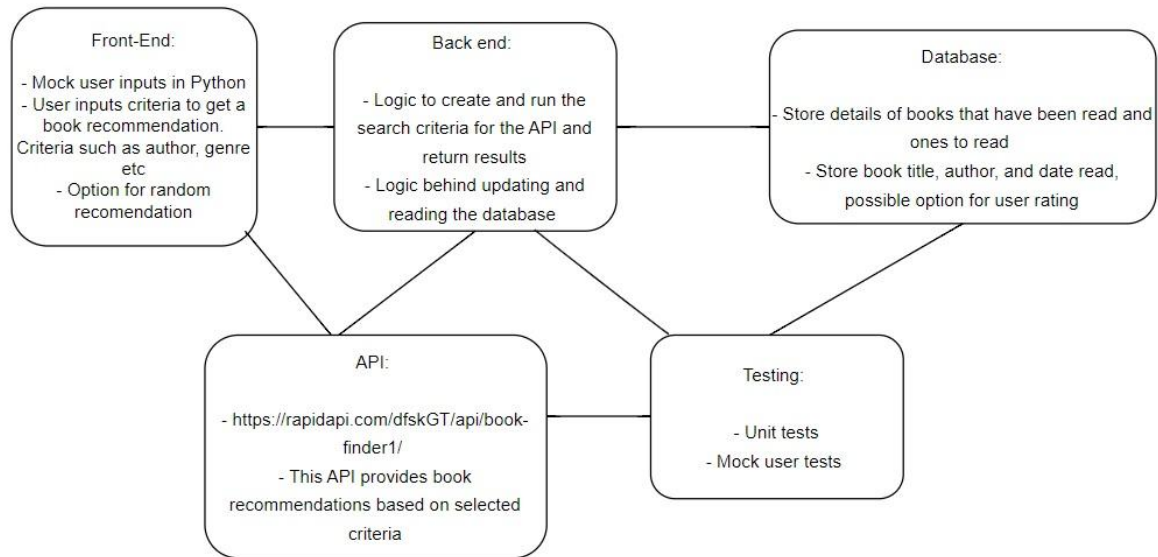 Front-End:
- Mock user inputs in Python
- User inputs criteria to get a
book recommendation.
Criteria such as author, genre
etc
- Option for random
recomendation
Back end:
- Logic to create and run the
search criteria for the API and
return results
- Logic behind updating and
reading the database
Database:
- Store details of books that have been read and
ones to read
- Store book title, author, and date read,
possible option for user rating
API:
- https://rapidapi.com/dfskGT/api/book-
finder1/
- This API provides book
recommendations based on selected
criteria
Testing:
- Unit tests
- Mock user tests